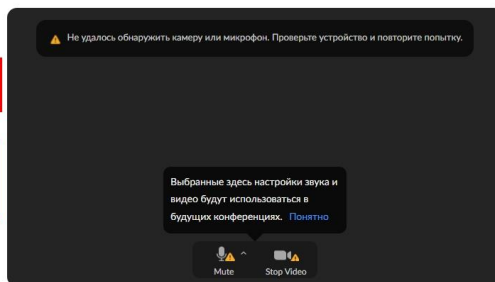 Не удалось обнаружить камеру или микрофон. Проверьте устройство и повторите попытку.
Выбранные здесь настройки звука и
видео будут использоваться в
будущих конференциях. Понятно
Mute
Stop Video